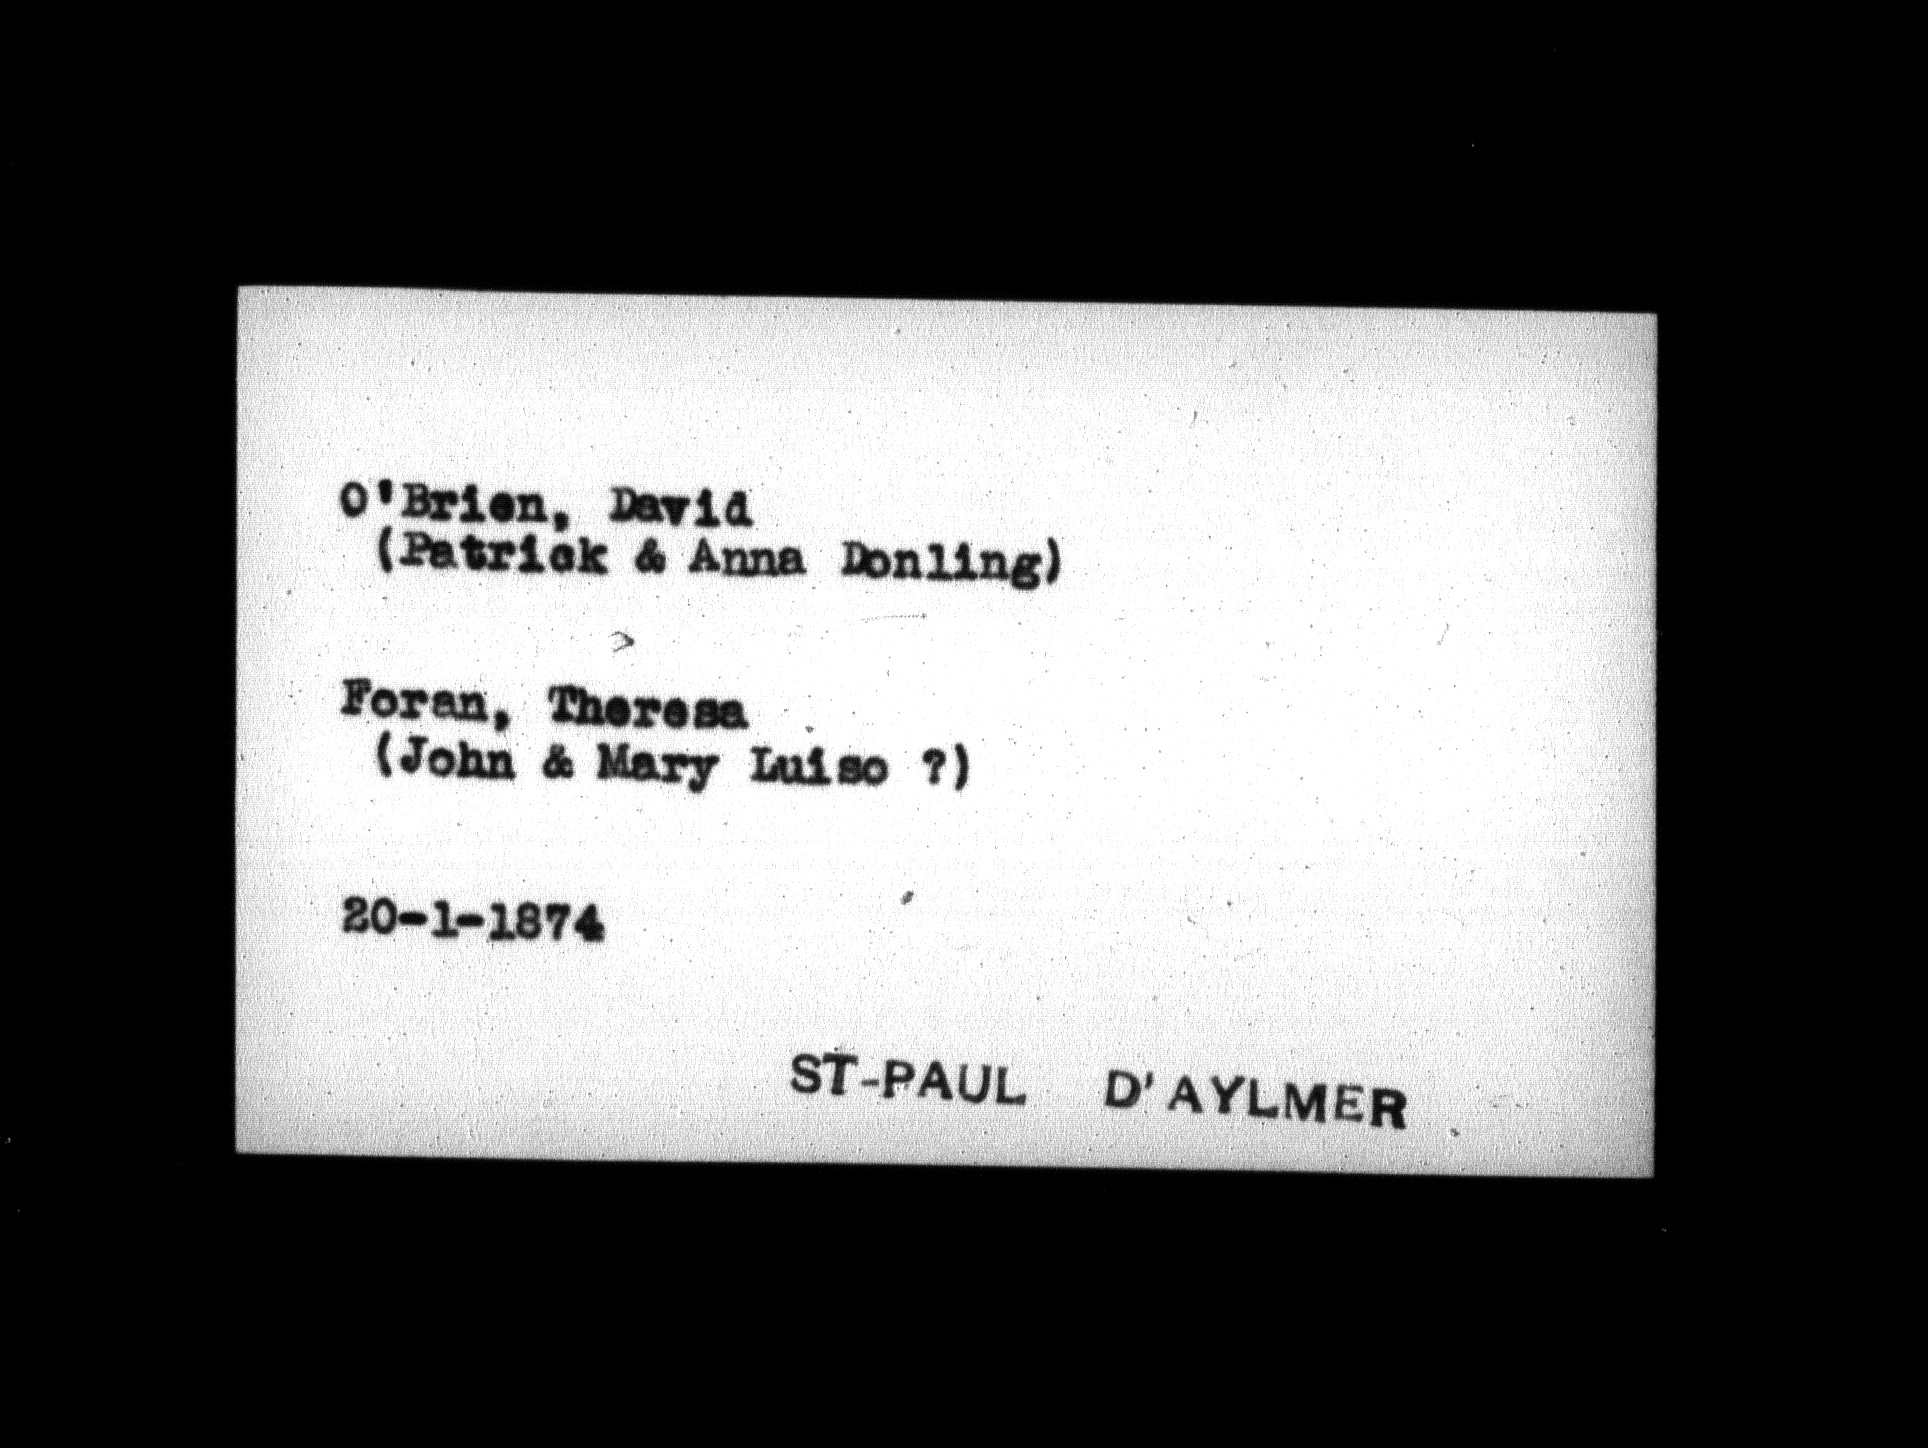 O'Brien, David
(Patrick & Anna Donling)
Foran, Theresa
(John & Mary Luiso ?)
20-1-1874
ST-PAUL D'AYLMER